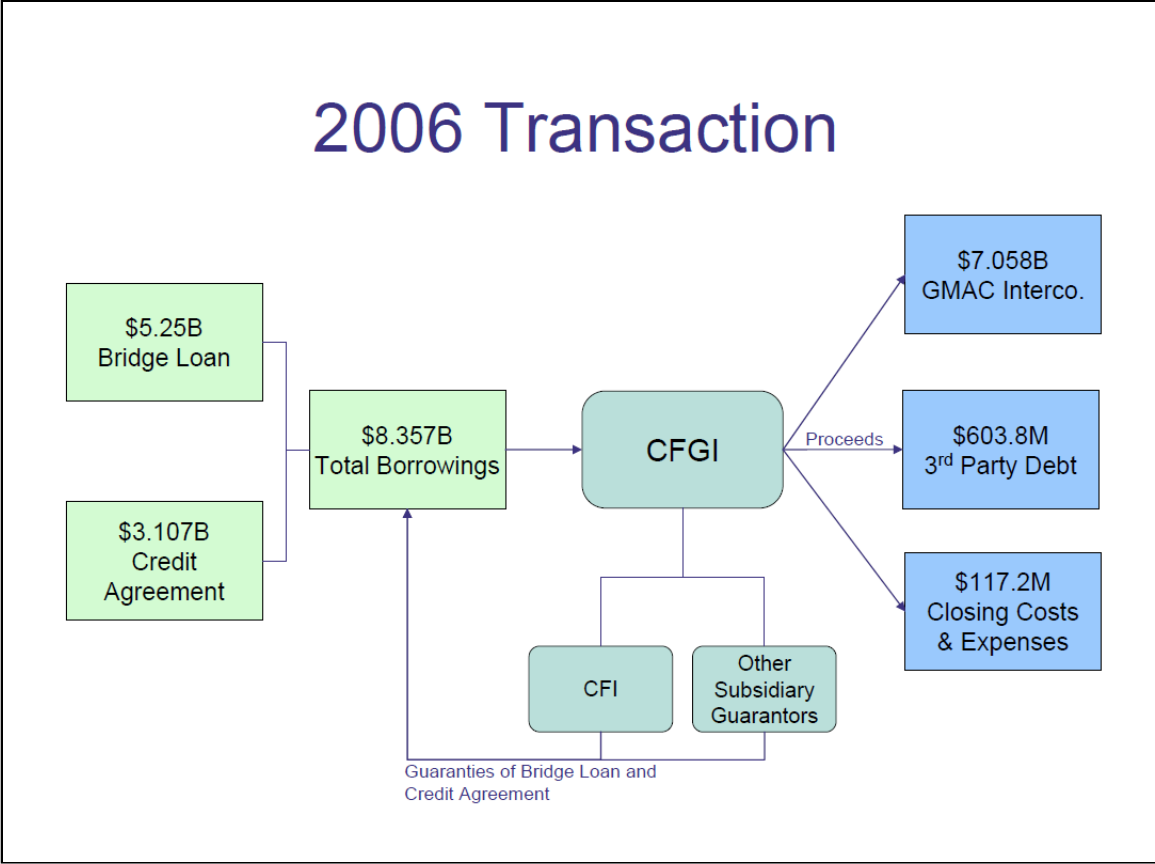 2006 Transaction
$5.25B
Bridge Loan
$3.107B
Credit
Agreement
$8.357B
Total Borrowings
CFGI
Proceeds
$7.058B
GMAC Interco.
$603.8M
3rd Party Debt
$117.2M
Closing Costs
& Expenses
CFI
Other
Subsidiary
Guarantors
Guaranties of Bridge Loan and
Credit Agreement